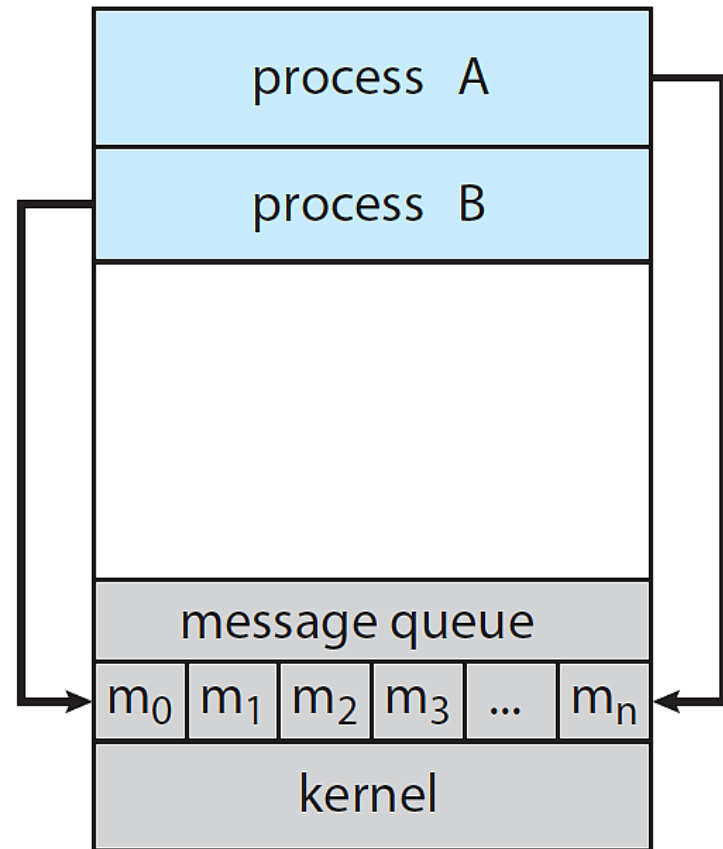 process A
process B
message queue
m₀ m₁ m₂ m₃ ... mₙ
kernel